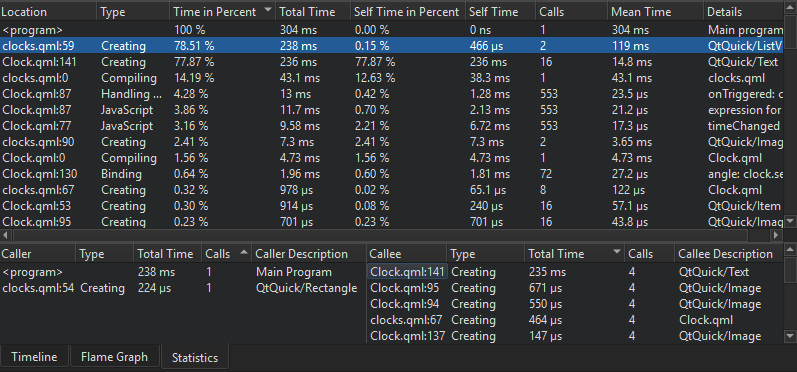 Location Type Time in Percent Total Time Self Time in Percent Self Time Calls Mean Time Details
<program> 100 % 304 ms 0.00 % 0 ns 1 304 ms Main program
clocks.qml:59 Creating 78.51 % 238 ms 0.15 % 466 µs 2 119 ms QtQuick/ListV
Clock.qml:141 Creating 77.87 % 236 ms 77.87 % 236 ms 16 14.8 ms QtQuick/Text
clocks.qml:0 Compiling 14.19 % 43.1 ms 12.63 % 38.3 ms 1 43.1 ms clocks.qml
Clock.qml:87 Handling ... 4.28 % 13 ms 0.42 % 1.28 ms 553 23.5 µs onTriggered: c
Clock.qml:87 JavaScript 3.86 % 11.7 ms 0.70 % 2.13 ms 553 21.2 µs expression for
Clock.qml:77 JavaScript 3.16 % 9.58 ms 2.21 % 6.72 ms 553 17.3 µs timeChanged
clocks.qml:90 Creating 2.41 % 7.3 ms 2.41 % 7.3 ms 2 3.65 ms QtQuick/Imag
Clock.qml:0 Compiling 1.56 % 4.73 ms 1.56 % 4.73 ms 1 4.73 ms Clock.qml
Clock.qml:130 Binding 0.64 % 1.96 ms 0.60 % 1.81 ms 72 27.2 µs angle: clock.se
clocks.qml:67 Creating 0.32 % 978 µs 0.02 % 65.1 µs 8 122 µs Clock.qml
Clock.qml:53 Creating 0.30 % 914 µs 0.08 % 240 µs 16 57.1 µs QtQuick/Item
Clock.qml:95 Creating 0.23 % 701 µs 0.23 % 701 µs 16 43.8 µs QtQuick/Imag
Caller Type Total Time Calls Caller Description Callee Type Total Time Calls Callee Description
<program> 238 ms 1 Main Program Clock.qml:141 Creating 235 ms 4 QtQuick/Text
clocks.qml:54 Creating 224 µs 1 QtQuick/Rectangle Clock.qml:95 Creating 671 µs 4 QtQuick/Image
Clock.qml:94 Creating 550 µs 4 QtQuick/Image
clocks.qml:67 Creating 464 µs 4 Clock.qml
Clock.qml:137 Creating 147 µs 4 QtQuick/Image
Timeline Flame Graph Statistics